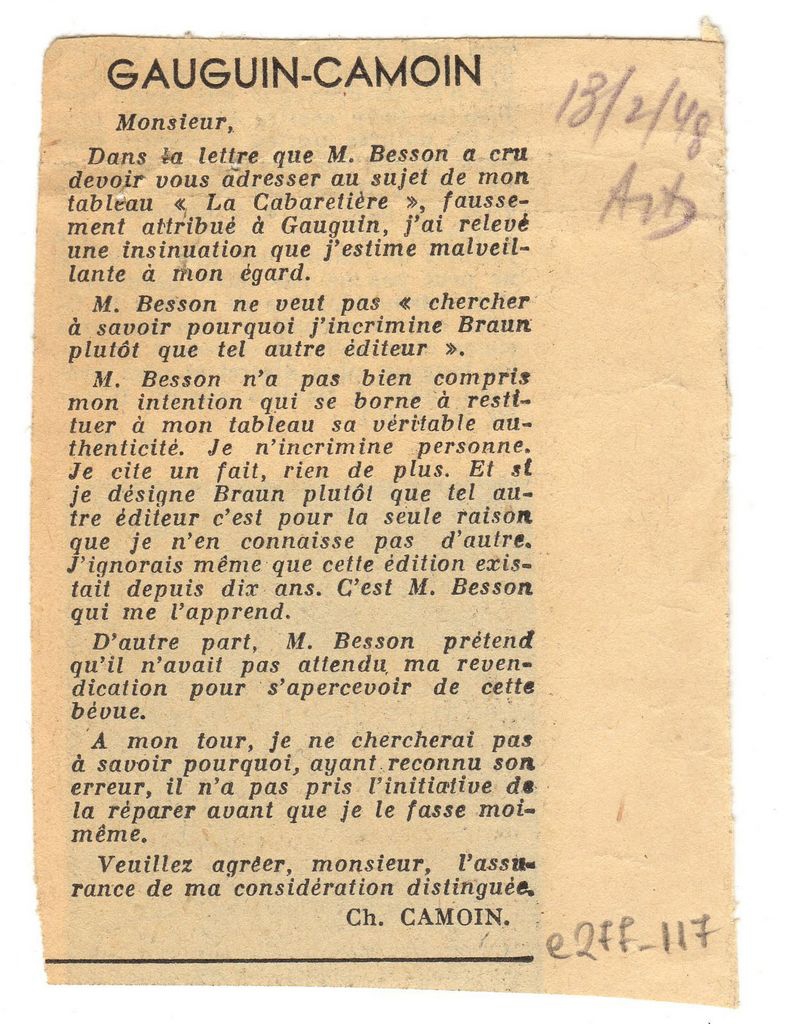 GAUGUIN-CAMOIN
13/2/48
Arts
Monsieur,
Dans la lettre que M. Besson a cru
devoir vous adresser au sujet de mon
tableau « La Cabaretière », fausse-
ment attribué à Gauguin, j'ai relevé
une insinuation que j'estime malveil-
lante à mon égard.
M. Besson ne veut pas « chercher
à savoir pourquoi j'incrimine Braun
plutôt que tel autre éditeur ».
M. Besson n'a pas bien compris
mon intention qui se borne à resti-
tuer à mon tableau sa véritable au-
thenticité. Je n'incrimine personne.
Je cite un fait, rien de plus. Et si
je désigne Braun plutôt que tel au-
tre éditeur c'est pour la seule raison
que je n'en connaisse pas d'autre.
J'ignorais même que cette édition exis-
tait depuis dix ans. C'est M. Besson
qui me l'apprend.
D'autre part, M. Besson prétend
qu'il n'avait pas attendu ma reven-
dication pour s'apercevoir de cette
bévue.
A mon tour, je ne chercherai pas
à savoir pourquoi, ayant reconnu son
erreur, il n'a pas pris l'initiative de
la réparer avant que je le fasse moi-
même.
Veuillez agréer, monsieur, l'assu-
rance de ma considération distinguée.
Ch. CAMOIN.
e277-117